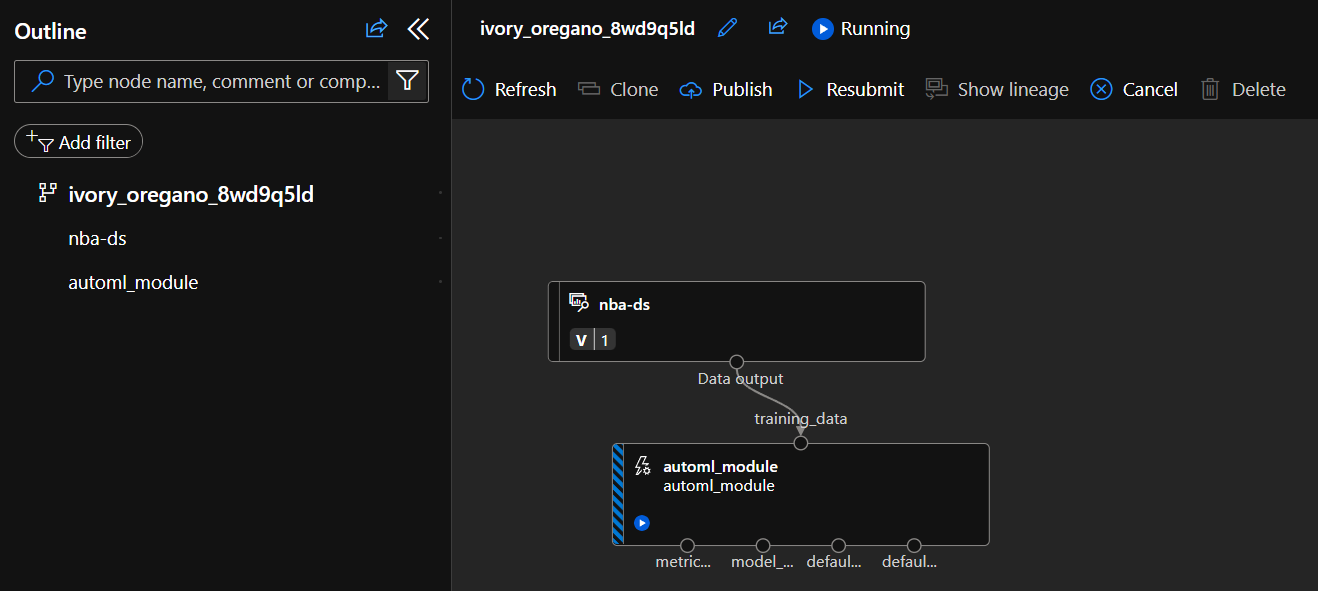 Outline
Type node name, comment or comp...
Add filter
ivory_oregano_8wd9q5ld
nba-ds
automl_module
ivory_oregano_8wd9q5ld
Running
Refresh
Clone
Publish
Resubmit
Show lineage
Cancel
Delete
nba-ds
V 1
Data output
training_data
automl_module
automl_module
metric...
model_...
defaul...
defaul...